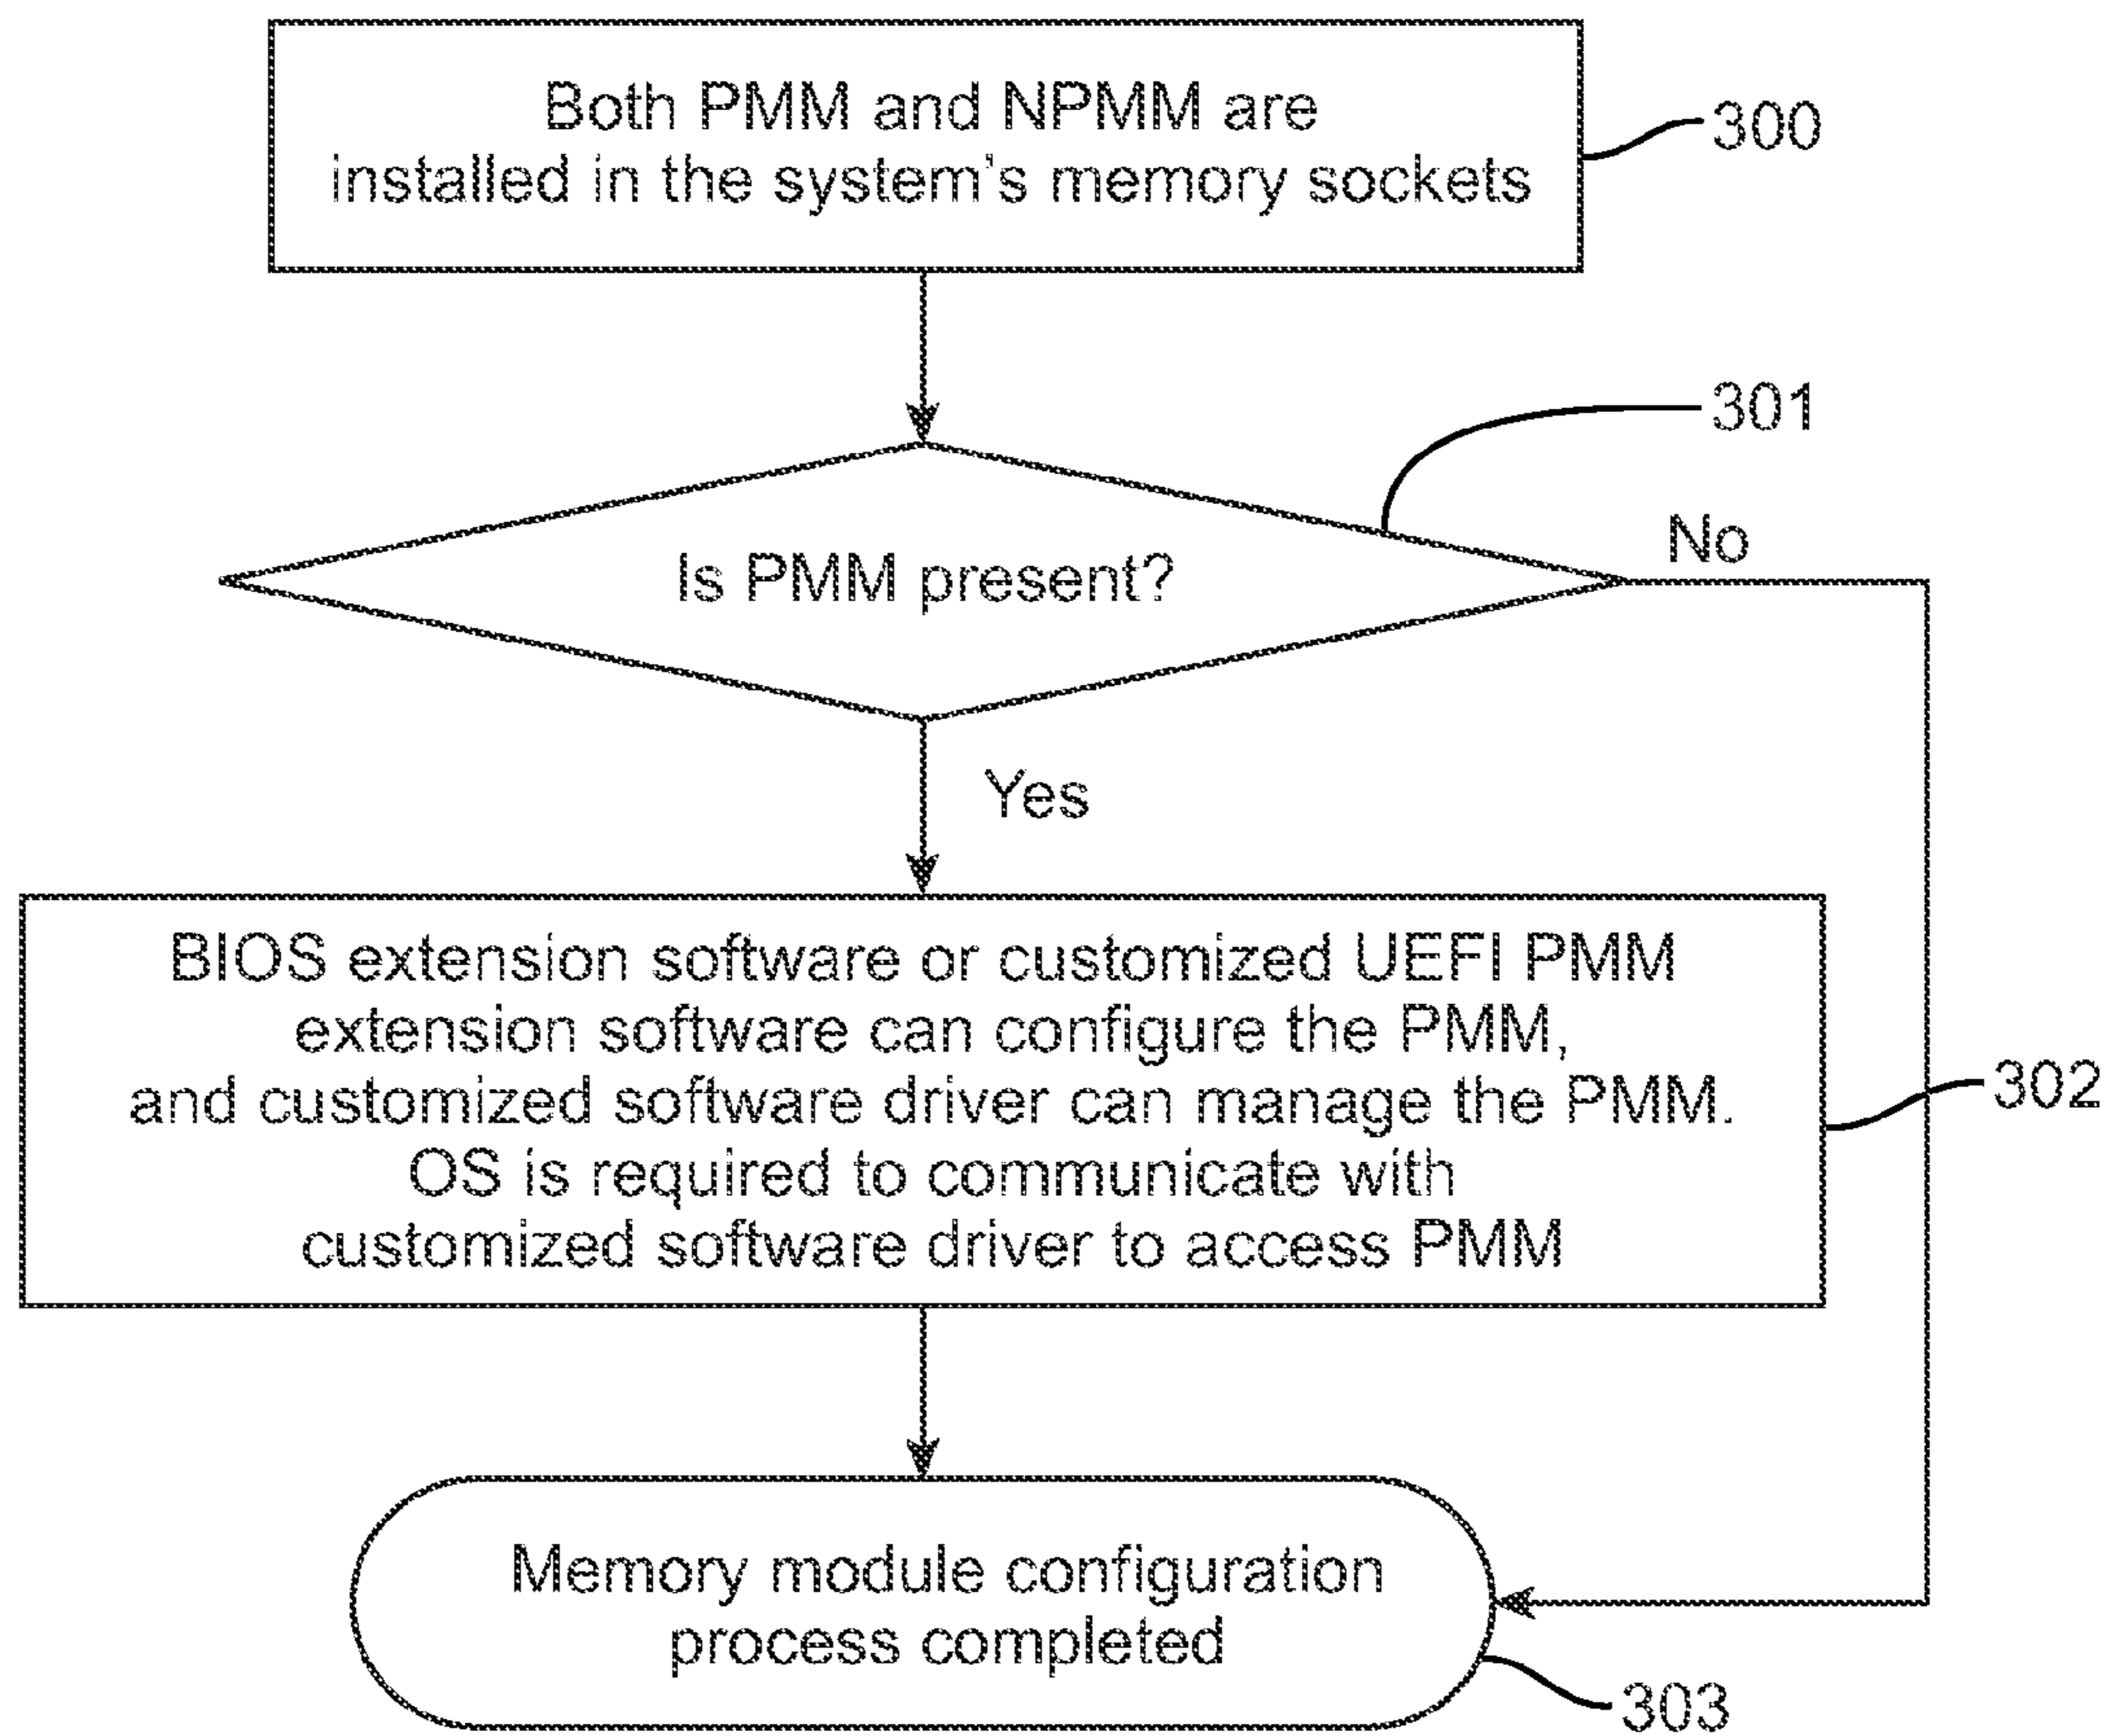 Both PMM and NPMM are
installed in the system's memory sockets
300
301
Is PMM present?
No
Yes
BIOS extension software or customized UEFI PMM
extension software can configure the PMM,
and customized software driver can manage the PMM.
OS is required to communicate with
customized software driver to access PMM
302
Memory module configuration
process completed
303